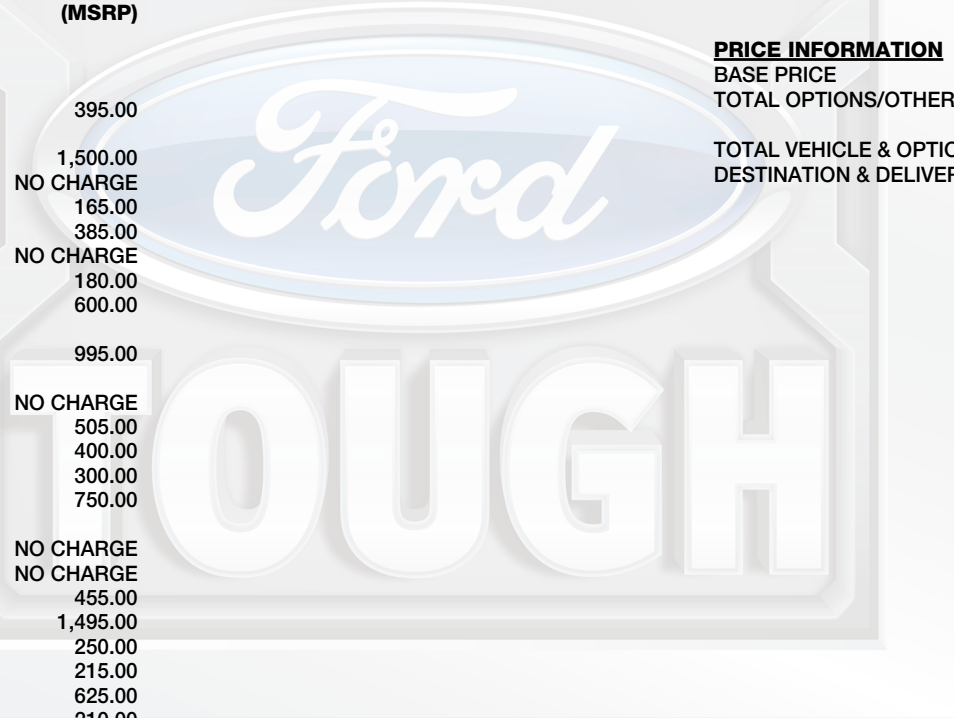 (MSRP)
395.00
1,500.00
NO CHARGE
165.00
385.00
NO CHARGE
180.00
600.00
995.00
NO CHARGE
505.00
400.00
300.00
750.00
NO CHARGE
NO CHARGE
455.00
1,495.00
250.00
215.00
625.00
210.00
PRICE INFORMATION
BASE PRICE
TOTAL OPTIONS/OTHER
TOTAL VEHICLE & OPTIO
DESTINATION & DELIVER
Ford
TOUGH